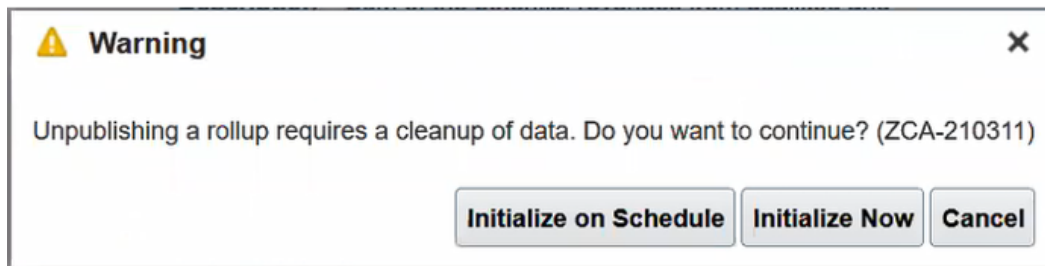 Warning
Unpublishing a rollup requires a cleanup of data. Do you want to continue? (ZCA-210311)
Initialize on Schedule Initialize Now Cancel